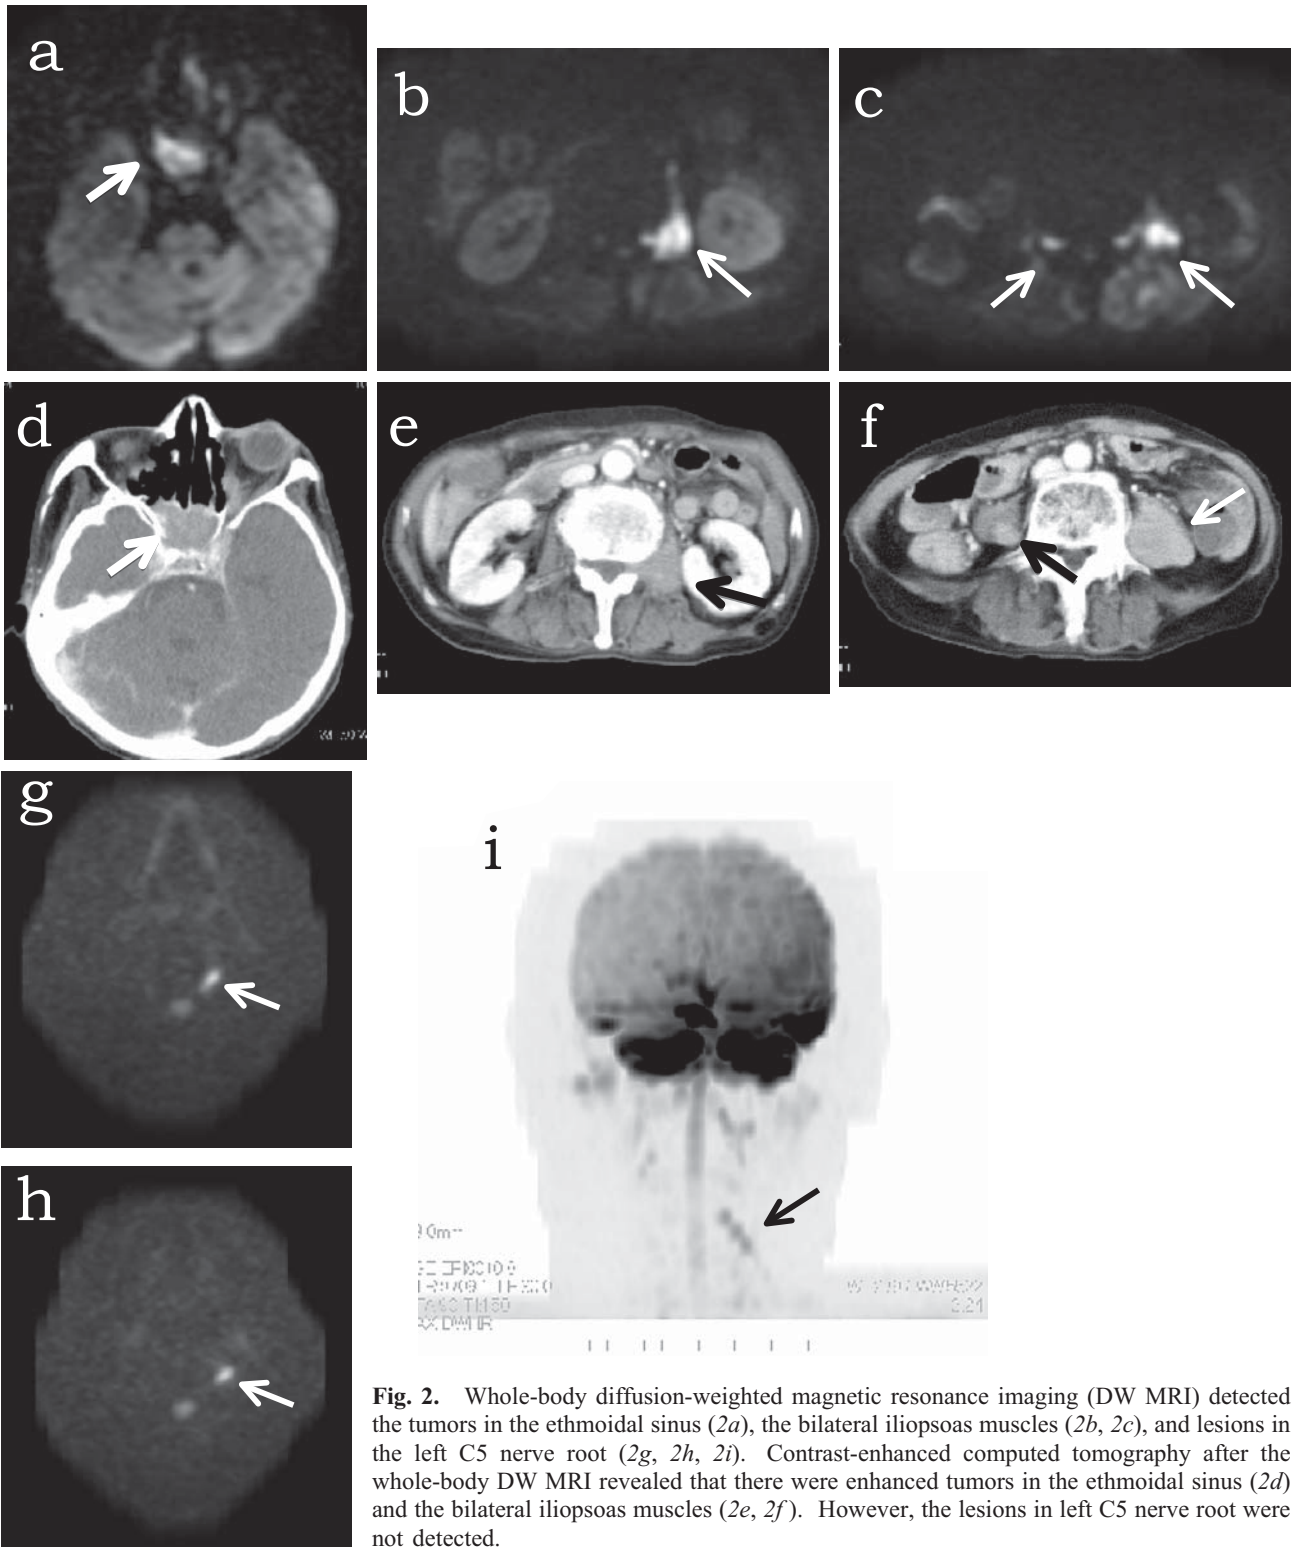 a
b
c
d
e
f
g
i
h
Fig. 2. Whole-body diffusion-weighted magnetic resonance imaging (DW MRI) detected
the tumors in the ethmoidal sinus (2a), the bilateral iliopsoas muscles (2b, 2c), and lesions in
the left C5 nerve root (2g, 2h, 2i). Contrast-enhanced computed tomography after the
whole-body DW MRI revealed that there were enhanced tumors in the ethmoidal sinus (2d)
and the bilateral iliopsoas muscles (2e, 2f ). However, the lesions in left C5 nerve root were
not detected.